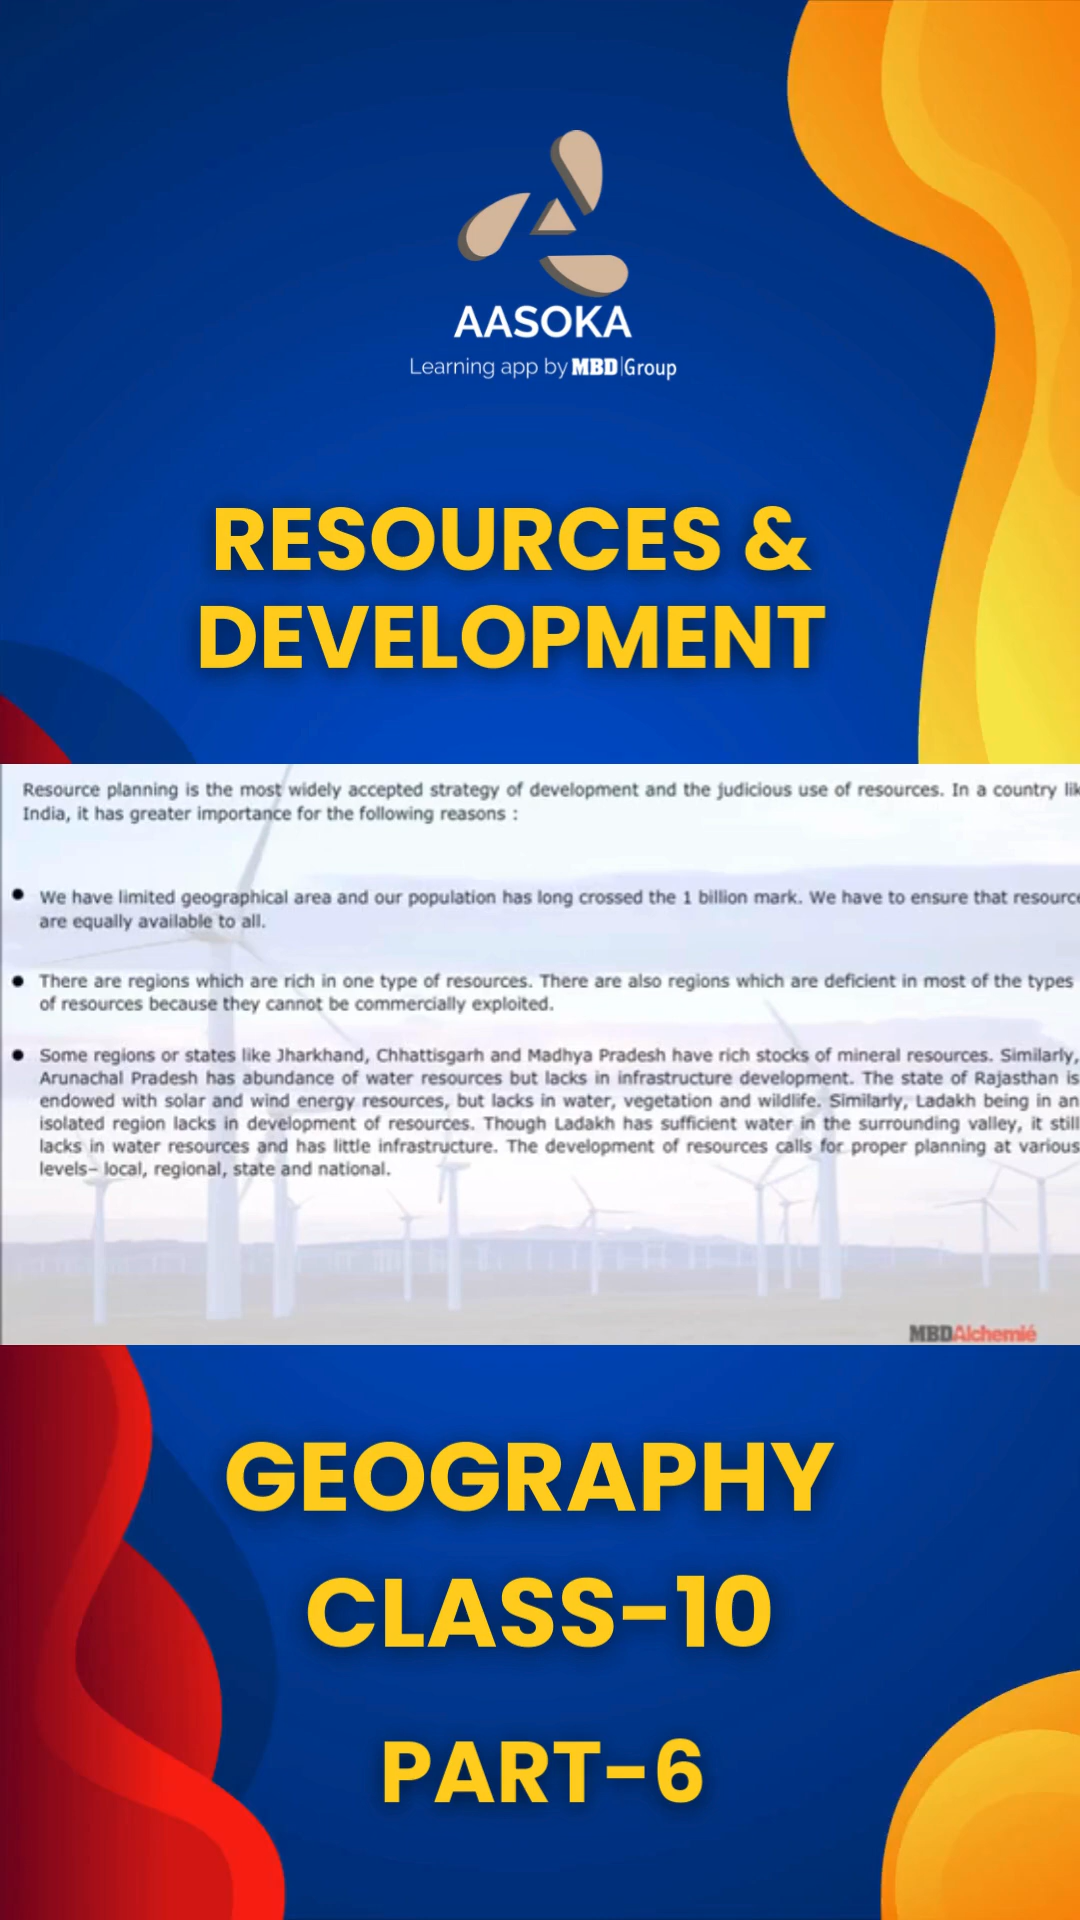 AASOKA
Learning app by MBD|Group
RESOURCES &
DEVELOPMENT
Resource planning is the most widely accepted strategy of development and the judicious use of resources. In a country lik
India, it has greater importance for the following reasons :
• We have limited geographical area and our population has long crossed the 1 billion mark. We have to ensure that resource
are equally available to all.
• There are regions which are rich in one type of resources. There are also regions which are deficient in most of the types
of resources because they cannot be commercially exploited.
• Some regions or states like Jharkhand, Chhattisgarh and Madhya Pradesh have rich stocks of mineral resources. Similarly,
Arunachal Pradesh has abundance of water resources but lacks in infrastructure development. The state of Rajasthan is
endowed with solar and wind energy resources, but lacks in water, vegetation and wildlife. Similarly, Ladakh being in an
isolated region lacks in development of resources. Though Ladakh has sufficient water in the surrounding valley, it still
lacks in water resources and has little infrastructure. The development of resources calls for proper planning at various
levels– local, regional, state and national.
MBDAlchemié
GEOGRAPHY
CLASS-10
PART-6